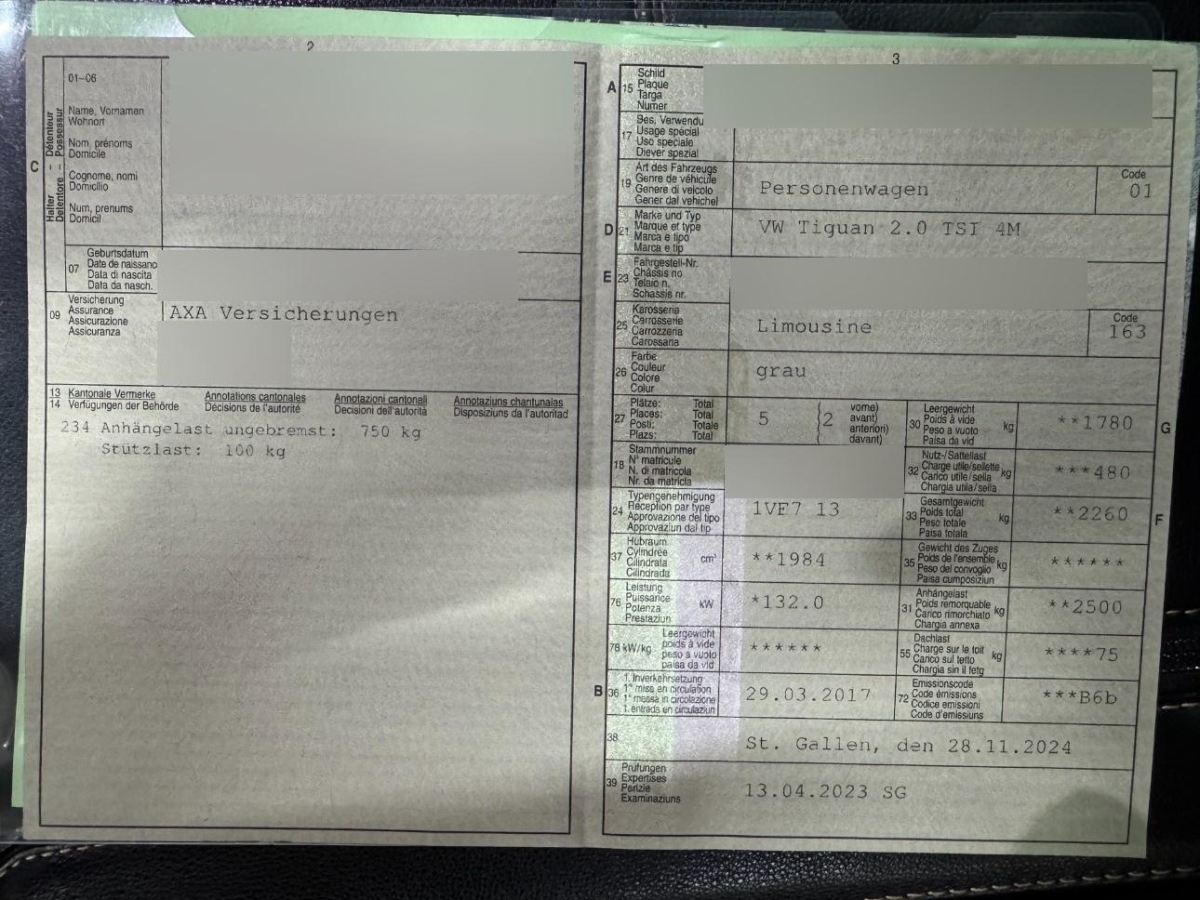 2
01-06
Halter – Détenteur
Detentore – Possessur
Name, Vornamen
Wohnort
Nom, prénoms
Domicile
Cognome, nomi
Domicilio
Num, prenums
Domicil
C
07
Geburtsdatum
Date de naissanc
Data di nascita
Data da nasch.
09
Versicherung
Assurance
Assicurazione
Assicuranza
AXA Versicherungen
13 Kantonale Vermerke Annotations cantonales Annotazioni cantonali Annotaziuns chantunalas
14 Verfügungen der Behörde Décisions de l'autorité Decisioni dell'autorità Disposiziuns da l'autoritad
234 Anhängelast ungebremst: 750 kg
Stützlast: 100 kg
3
A 15
Schild
Plaque
Targa
Numer
17
Bes. Verwendu
Usage spécial
Uso speciale
Diever spezial
19
Art des Fahrzeugs
Genre de véhicule
Genere di veicolo
Gener dal vehichel
Personenwagen
Code
01
D 21
Marke und Typ
Marque et type
Marca e tipo
Marca e tip
VW Tiguan 2.0 TSI 4M
E 23
Fahrgestell-Nr.
Châssis no
Telaio n.
Schassis nr.
25
Karosserie
Carrosserie
Carrozzeria
Carossaria
Limousine
Code
163
26
Farbe
Couleur
Colore
Colur
grau
27
Plätze: Total
Places: Total
Posti: Totale
Plazs: Total
5
{2
vorne)
avant)
anteriori)
davant)
30
Leergewicht
Poids à vide
Peso a vuoto
Paisa da vid
kg
**1780
G
18
Stammnummer
N° matricule
N. di matricola
Nr. da matricla
32
Nutz-/Sattellast
Charge utile/sellette
Carico utile/sella
Chargia utila/sella
kg
***480
24
Typengenehmigung
Réception par type
Approvazione del tipo
Approvaziun dal tip
1VE7 13
33
Gesamtgewicht
Poids total
Peso totale
Paisa totala
kg
**2260
F
37
Hubraum
Cylindrée
Cilindrata
Cilindrada
cm³
**1984
35
Gewicht des Zuges
Poids de l'ensemble
Peso del convoglio
Paisa cumposiziun
kg
******
76
Leistung
Puissance
Potenza
Prestaziun
kW
*132.0
31
Anhängelast
Poids remorquable
Carico rimorchiato
Chargia annexa
kg
**2500
78 kW/kg
Leergewicht
poids à vide
peso a vuoto
paisa da vid
******
55
Dachlast
Charge sur le toit
Carico sul tetto
Chargia sin il tetg
kg
****75
B 36
1. Inverkehrsetzung
1re mise en circulation
1a messa in circolazione
1. entrada en circulaziun
29.03.2017
72
Emissionscode
Code émissions
Codice emissioni
Code d'emissiuns
***B6b
38
St. Gallen, den 28.11.2024
39
Prüfungen
Expertises
Perizie
Examinaziuns
13.04.2023 SG